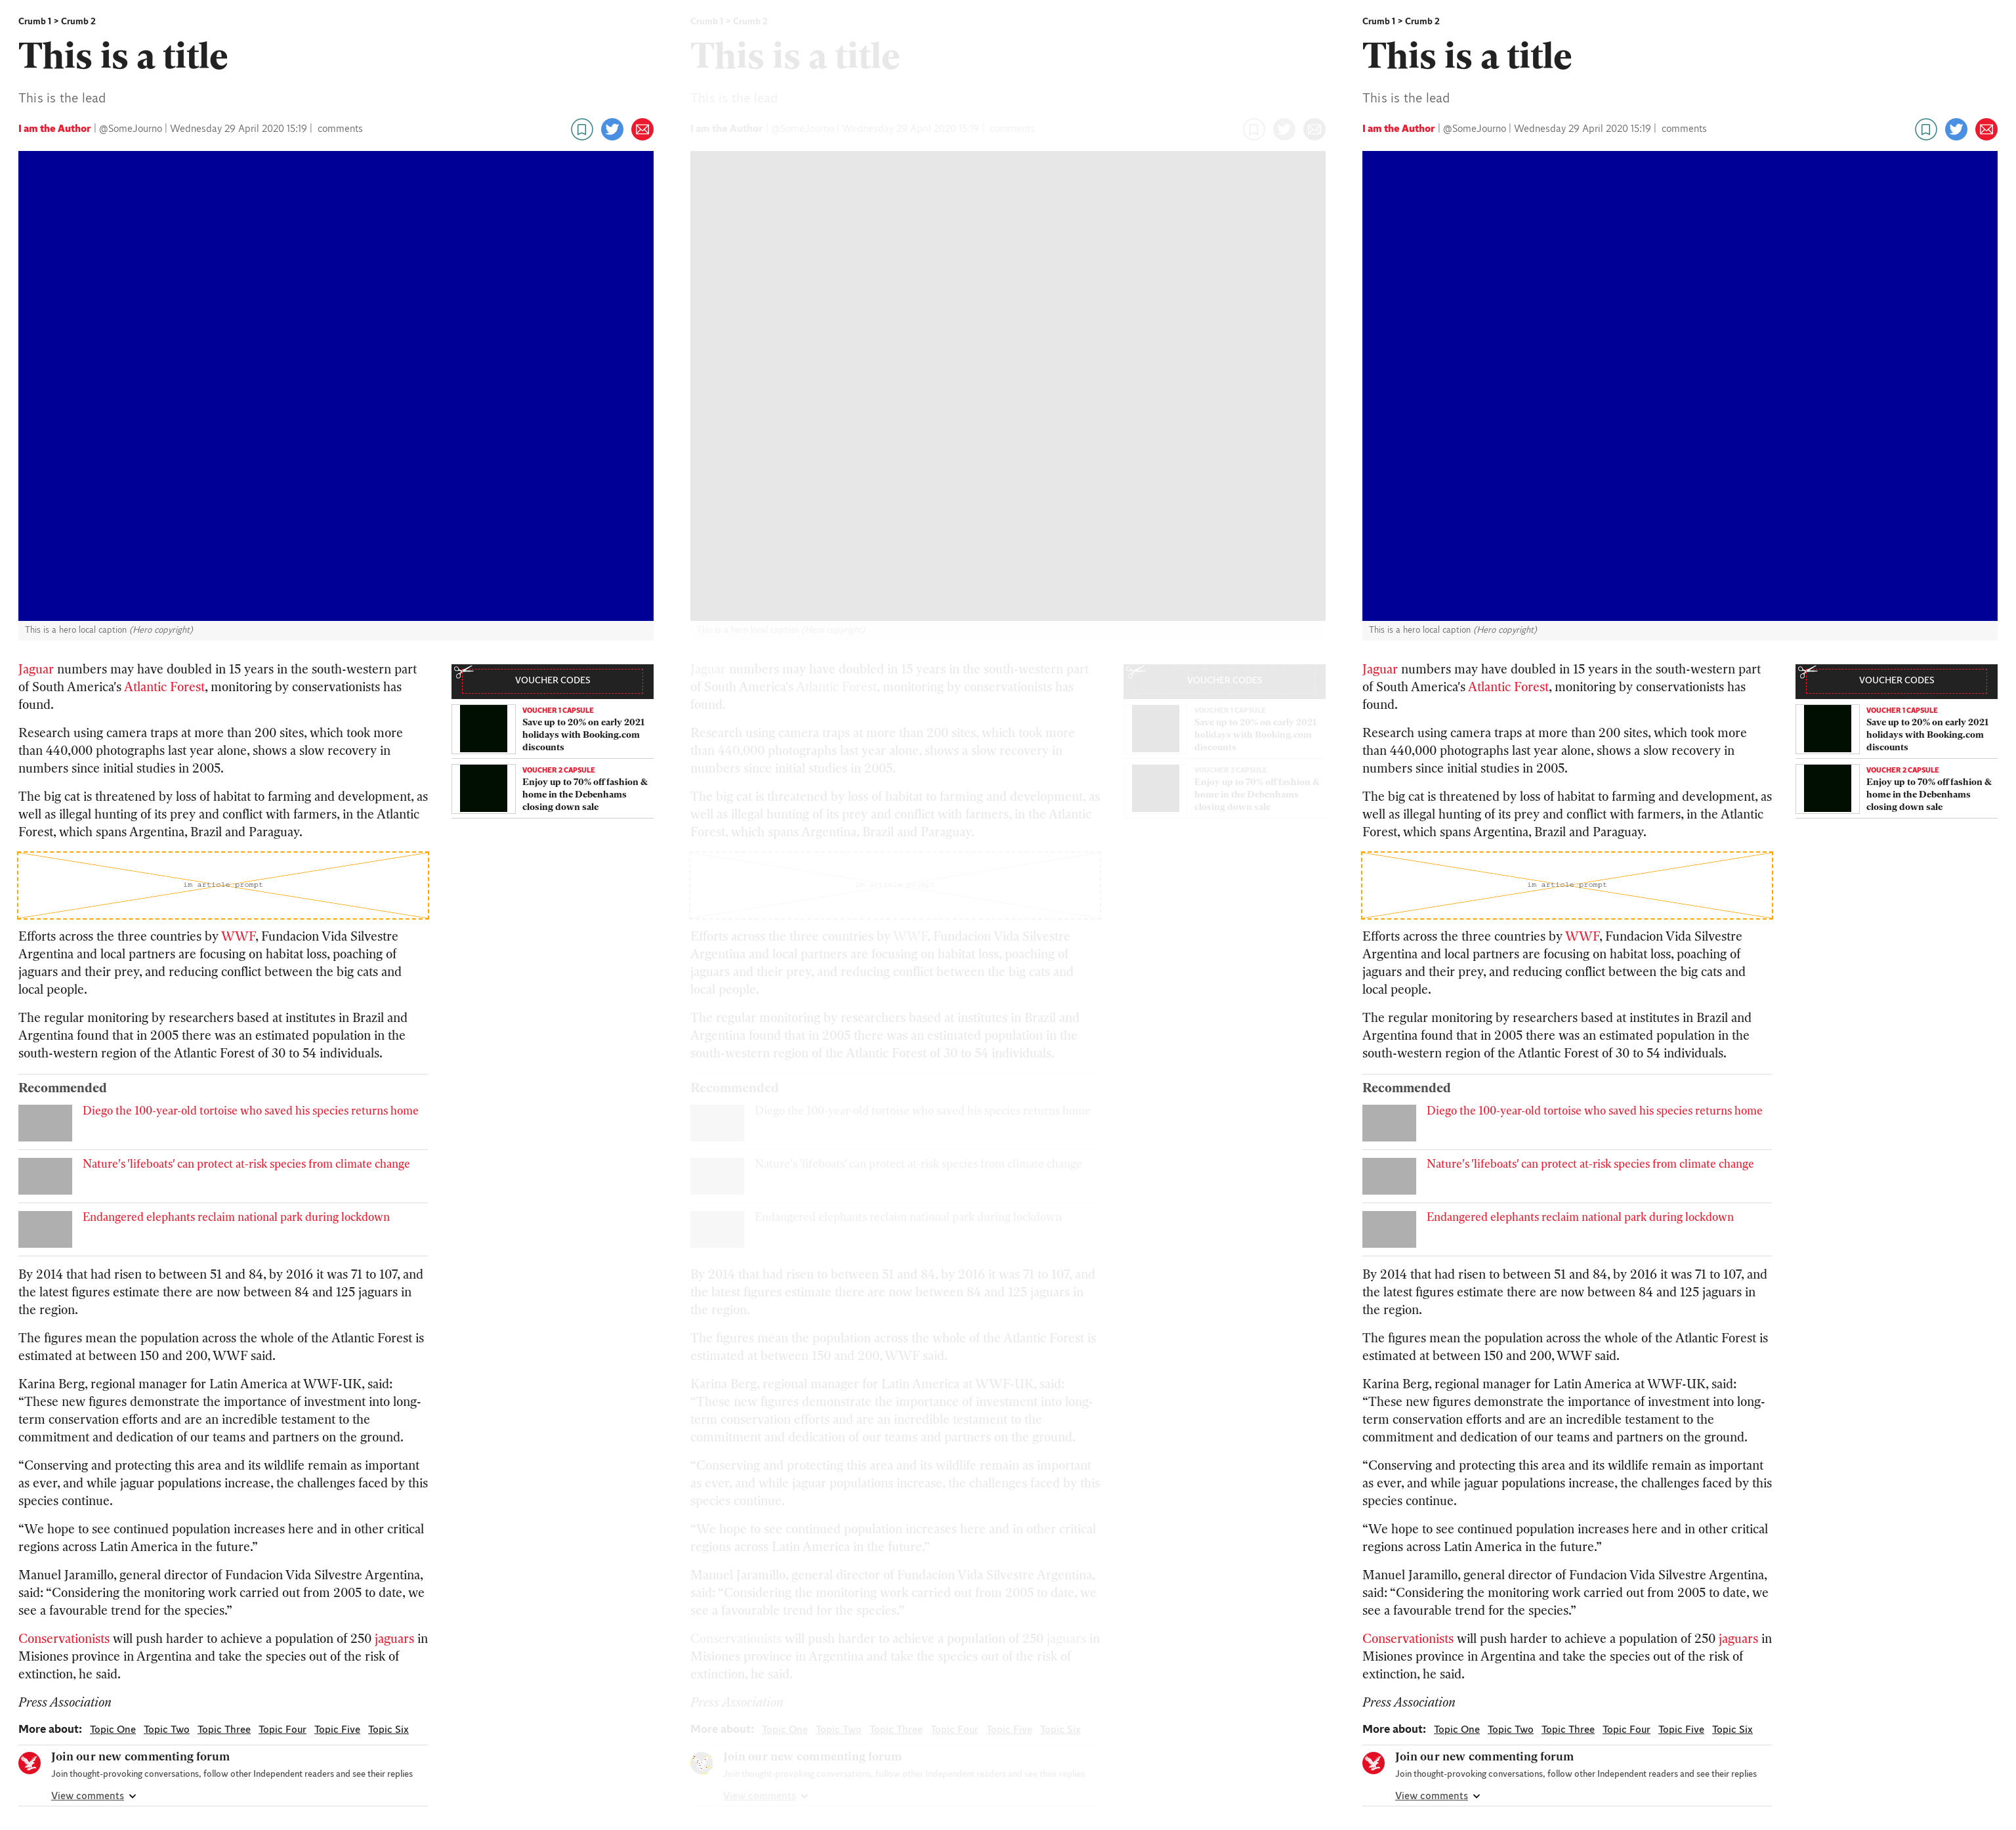 Crumb 1 > Crumb 2
This is a title
This is the lead
I am the Author | @SomeJourno | Wednesday 29 April 2020 15:19 | comments
This is a hero local caption (Hero copyright)
Jaguar numbers may have doubled in 15 years in the south-western part
of South America's Atlantic Forest, monitoring by conservationists has
found.
Research using camera traps at more than 200 sites, which took more
than 440,000 photographs last year alone, shows a slow recovery in
numbers since initial studies in 2005.
The big cat is threatened by loss of habitat to farming and development, as
well as illegal hunting of its prey and conflict with farmers, in the Atlantic
Forest, which spans Argentina, Brazil and Paraguay.
im article prompt
Efforts across the three countries by WWF, Fundacion Vida Silvestre
Argentina and local partners are focusing on habitat loss, poaching of
jaguars and their prey, and reducing conflict between the big cats and
local people.
The regular monitoring by researchers based at institutes in Brazil and
Argentina found that in 2005 there was an estimated population in the
south-western region of the Atlantic Forest of 30 to 54 individuals.
Recommended
Diego the 100-year-old tortoise who saved his species returns home
Nature's 'lifeboats' can protect at-risk species from climate change
Endangered elephants reclaim national park during lockdown
By 2014 that had risen to between 51 and 84, by 2016 it was 71 to 107, and
the latest figures estimate there are now between 84 and 125 jaguars in
the region.
The figures mean the population across the whole of the Atlantic Forest is
estimated at between 150 and 200, WWF said.
Karina Berg, regional manager for Latin America at WWF-UK, said:
“These new figures demonstrate the importance of investment into long-
term conservation efforts and are an incredible testament to the
commitment and dedication of our teams and partners on the ground.
“Conserving and protecting this area and its wildlife remain as important
as ever, and while jaguar populations increase, the challenges faced by this
species continue.
“We hope to see continued population increases here and in other critical
regions across Latin America in the future.”
Manuel Jaramillo, general director of Fundacion Vida Silvestre Argentina,
said: “Considering the monitoring work carried out from 2005 to date, we
see a favourable trend for the species.”
Conservationists will push harder to achieve a population of 250 jaguars in
Misiones province in Argentina and take the species out of the risk of
extinction, he said.
Press Association
More about: Topic One Topic Two Topic Three Topic Four Topic Five Topic Six
Join our new commenting forum
Join thought-provoking conversations, follow other Independent readers and see their replies
View comments
VOUCHER CODES
VOUCHER 1 CAPSULE
Save up to 20% on early 2021
holidays with Booking.com
discounts
VOUCHER 2 CAPSULE
Enjoy up to 70% off fashion &
home in the Debenhams
closing down sale
Crumb 1 > Crumb 2
This is a title
This is the lead
I am the Author | @SomeJourno | Wednesday 29 April 2020 15:19 | comments
This is a hero local caption (Hero copyright)
Jaguar numbers may have doubled in 15 years in the south-western part
of South America's Atlantic Forest, monitoring by conservationists has
found.
Research using camera traps at more than 200 sites, which took more
than 440,000 photographs last year alone, shows a slow recovery in
numbers since initial studies in 2005.
The big cat is threatened by loss of habitat to farming and development, as
well as illegal hunting of its prey and conflict with farmers, in the Atlantic
Forest, which spans Argentina, Brazil and Paraguay.
im article prompt
Efforts across the three countries by WWF, Fundacion Vida Silvestre
Argentina and local partners are focusing on habitat loss, poaching of
jaguars and their prey, and reducing conflict between the big cats and
local people.
The regular monitoring by researchers based at institutes in Brazil and
Argentina found that in 2005 there was an estimated population in the
south-western region of the Atlantic Forest of 30 to 54 individuals.
Recommended
Diego the 100-year-old tortoise who saved his species returns home
Nature's 'lifeboats' can protect at-risk species from climate change
Endangered elephants reclaim national park during lockdown
By 2014 that had risen to between 51 and 84, by 2016 it was 71 to 107, and
the latest figures estimate there are now between 84 and 125 jaguars in
the region.
The figures mean the population across the whole of the Atlantic Forest is
estimated at between 150 and 200, WWF said.
Karina Berg, regional manager for Latin America at WWF-UK, said:
“These new figures demonstrate the importance of investment into long-
term conservation efforts and are an incredible testament to the
commitment and dedication of our teams and partners on the ground.
“Conserving and protecting this area and its wildlife remain as important
as ever, and while jaguar populations increase, the challenges faced by this
species continue.
“We hope to see continued population increases here and in other critical
regions across Latin America in the future.”
Manuel Jaramillo, general director of Fundacion Vida Silvestre Argentina,
said: “Considering the monitoring work carried out from 2005 to date, we
see a favourable trend for the species.”
Conservationists will push harder to achieve a population of 250 jaguars in
Misiones province in Argentina and take the species out of the risk of
extinction, he said.
Press Association
More about: Topic One Topic Two Topic Three Topic Four Topic Five Topic Six
Join our new commenting forum
Join thought-provoking conversations, follow other Independent readers and see their replies
View comments
VOUCHER CODES
VOUCHER 1 CAPSULE
Save up to 20% on early 2021
holidays with Booking.com
discounts
VOUCHER 2 CAPSULE
Enjoy up to 70% off fashion &
home in the Debenhams
closing down sale
Crumb 1 > Crumb 2
This is a title
This is the lead
I am the Author | @SomeJourno | Wednesday 29 April 2020 15:19 | comments
This is a hero local caption (Hero copyright)
Jaguar numbers may have doubled in 15 years in the south-western part
of South America's Atlantic Forest, monitoring by conservationists has
found.
Research using camera traps at more than 200 sites, which took more
than 440,000 photographs last year alone, shows a slow recovery in
numbers since initial studies in 2005.
The big cat is threatened by loss of habitat to farming and development, as
well as illegal hunting of its prey and conflict with farmers, in the Atlantic
Forest, which spans Argentina, Brazil and Paraguay.
im article prompt
Efforts across the three countries by WWF, Fundacion Vida Silvestre
Argentina and local partners are focusing on habitat loss, poaching of
jaguars and their prey, and reducing conflict between the big cats and
local people.
The regular monitoring by researchers based at institutes in Brazil and
Argentina found that in 2005 there was an estimated population in the
south-western region of the Atlantic Forest of 30 to 54 individuals.
Recommended
Diego the 100-year-old tortoise who saved his species returns home
Nature's 'lifeboats' can protect at-risk species from climate change
Endangered elephants reclaim national park during lockdown
By 2014 that had risen to between 51 and 84, by 2016 it was 71 to 107, and
the latest figures estimate there are now between 84 and 125 jaguars in
the region.
The figures mean the population across the whole of the Atlantic Forest is
estimated at between 150 and 200, WWF said.
Karina Berg, regional manager for Latin America at WWF-UK, said:
“These new figures demonstrate the importance of investment into long-
term conservation efforts and are an incredible testament to the
commitment and dedication of our teams and partners on the ground.
“Conserving and protecting this area and its wildlife remain as important
as ever, and while jaguar populations increase, the challenges faced by this
species continue.
“We hope to see continued population increases here and in other critical
regions across Latin America in the future.”
Manuel Jaramillo, general director of Fundacion Vida Silvestre Argentina,
said: “Considering the monitoring work carried out from 2005 to date, we
see a favourable trend for the species.”
Conservationists will push harder to achieve a population of 250 jaguars in
Misiones province in Argentina and take the species out of the risk of
extinction, he said.
Press Association
More about: Topic One Topic Two Topic Three Topic Four Topic Five Topic Six
Join our new commenting forum
Join thought-provoking conversations, follow other Independent readers and see their replies
View comments
VOUCHER CODES
VOUCHER 1 CAPSULE
Save up to 20% on early 2021
holidays with Booking.com
discounts
VOUCHER 2 CAPSULE
Enjoy up to 70% off fashion &
home in the Debenhams
closing down sale